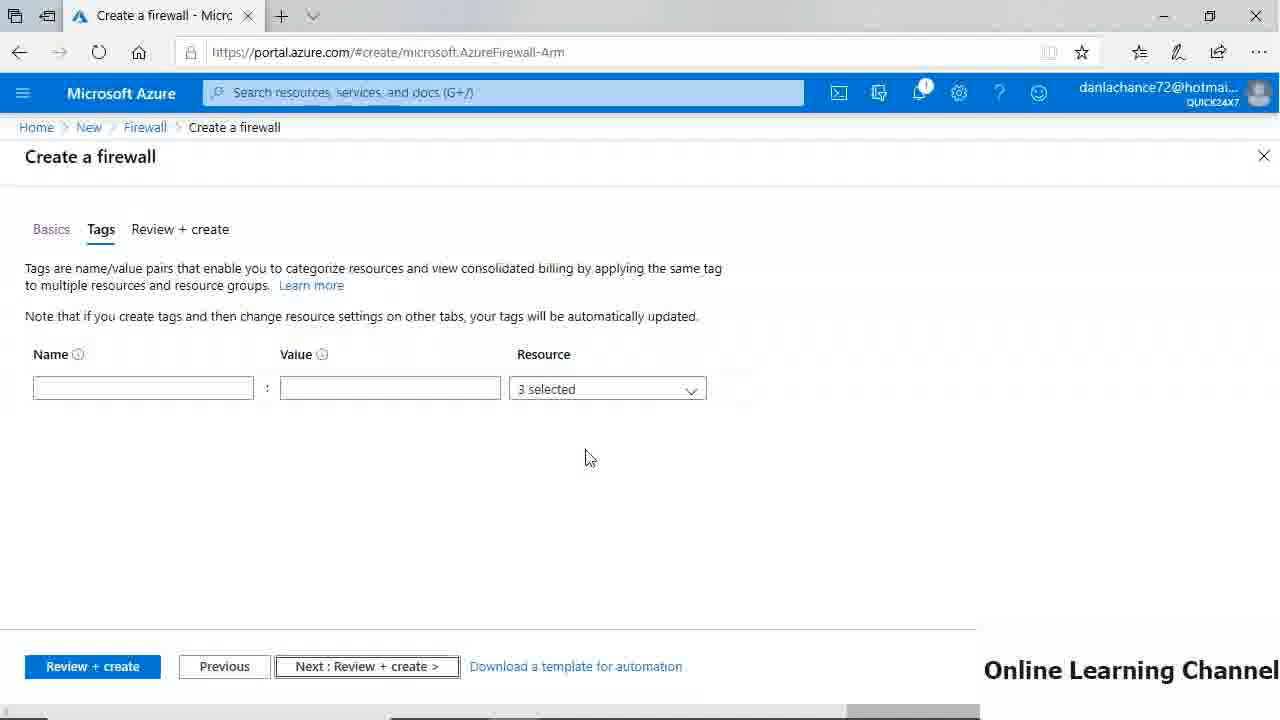 Create a firewall - Micro
https://portal.azure.com/#create/microsoft.AzureFirewall-Arm
Microsoft Azure
Search resources, services, and docs (G+/)
1
danlachance72@hotmai...
QUICK24X7
Home > New > Firewall > Create a firewall
Create a firewall
Basics Tags Review + create
Tags are name/value pairs that enable you to categorize resources and view consolidated billing by applying the same tag
to multiple resources and resource groups. Learn more
Note that if you create tags and then change resource settings on other tabs, your tags will be automatically updated.
Name Value Resource
: 3 selected
Review + create Previous Next : Review + create > Download a template for automation
Online Learning Channel